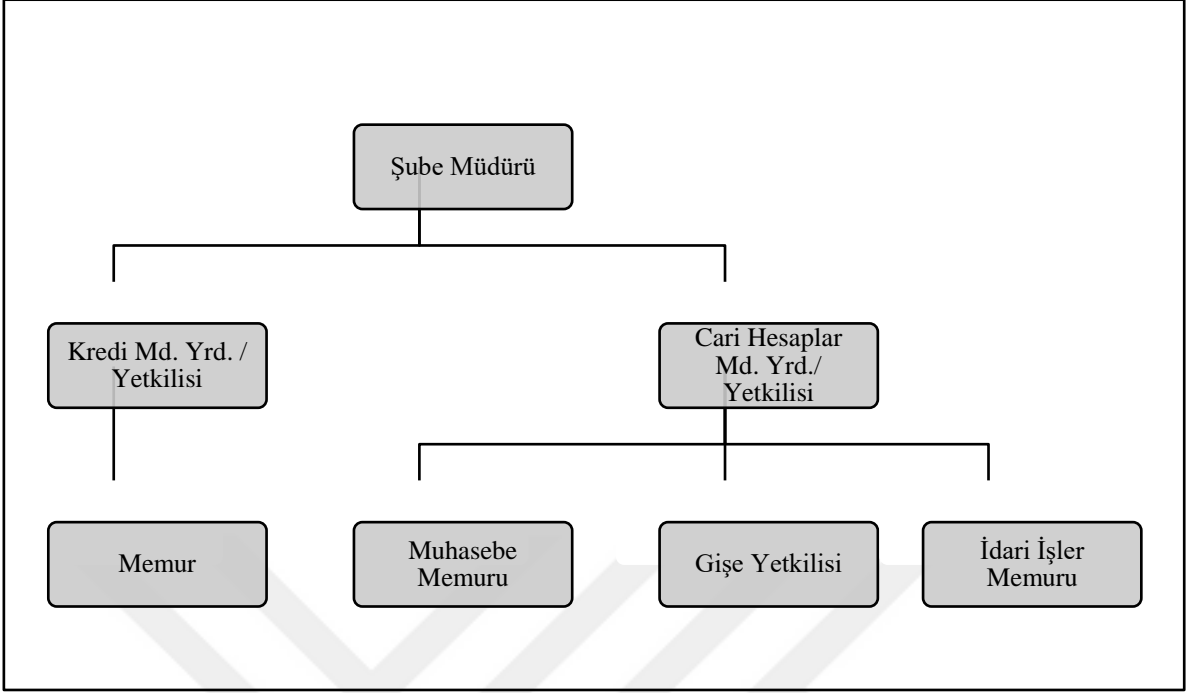 Şube Müdürü
Kredi Md. Yrd. /
Yetkilisi
Cari Hesaplar
Md. Yrd./
Yetkilisi
Memur
Muhasebe
Memuru
Gişe Yetkilisi
İdari İşler
Memuru